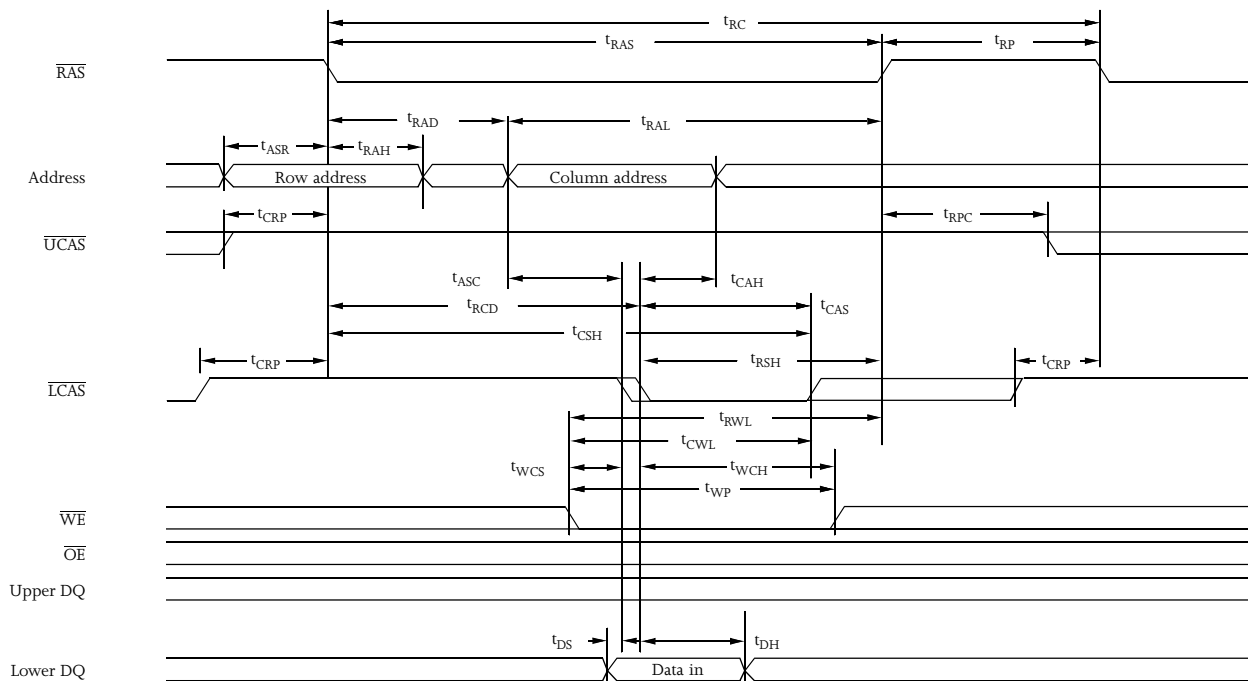 tRC
tRAS tRP
RAS
tRAD tRAL
tASR tRAH
Address Row address Column address
tCRP tRPC
UCAS
tASC tCAH
tRCD tCAS
tCSH
tCRP tRSH tCRP
LCAS
tRWL
tCWL
tWCS tWCH
tWP
WE
OE
Upper DQ
tDS tDH
Lower DQ Data in